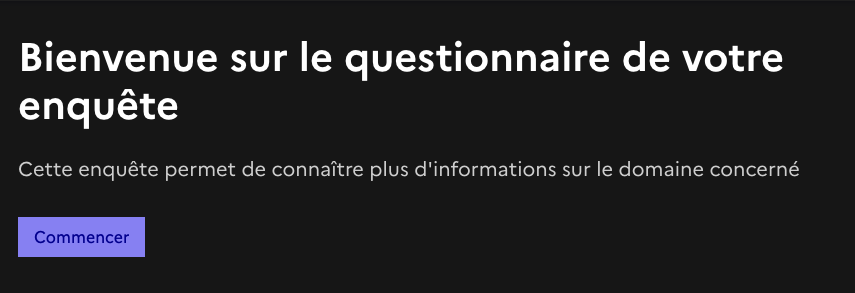 Bienvenue sur le questionnaire de votre
enquête
Cette enquête permet de connaître plus d'informations sur le domaine concerné
Commencer